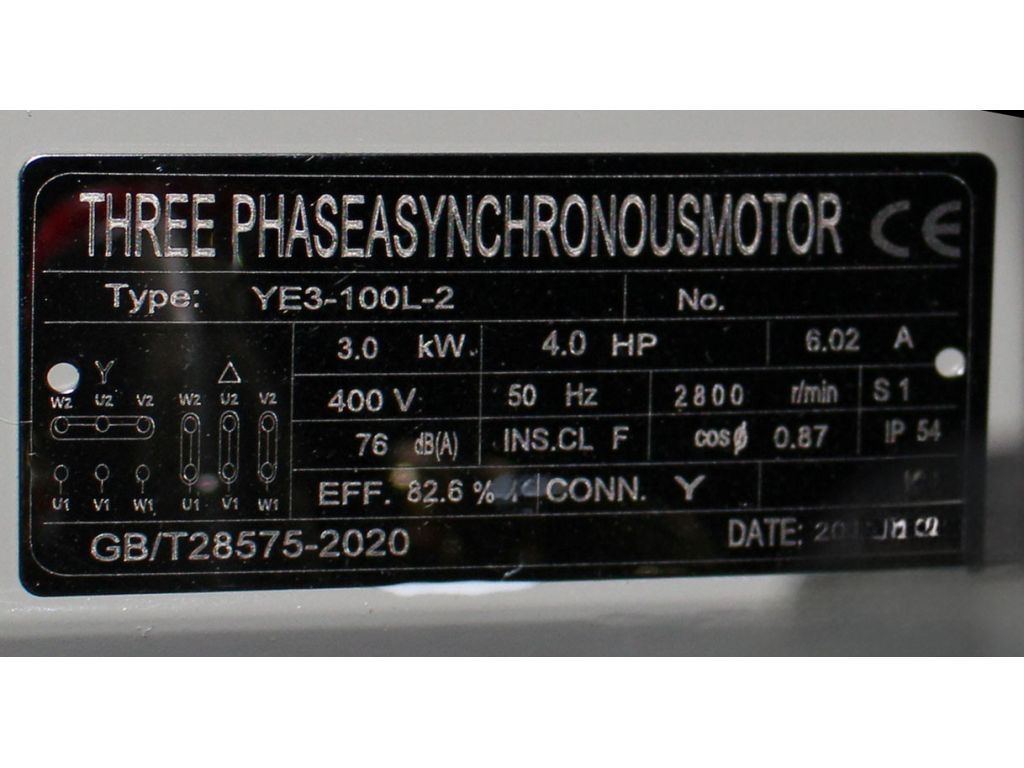 THREE PHASEASYNCHRONOUSMOTOR CE
Type: YE3-100L-2 No.
3.0 kW 4.0 HP 6.02 A
Y △
W2 U2 V2 W2 U2 V2
400 V 50 Hz 2800 r/min S1
76 dB(A) INS.CL F cosφ 0.87 IP 54
U1 V1 W1 U1 V1 W1
EFF. 82.6 % CONN. Y
GB/T28575-2020 DATE: